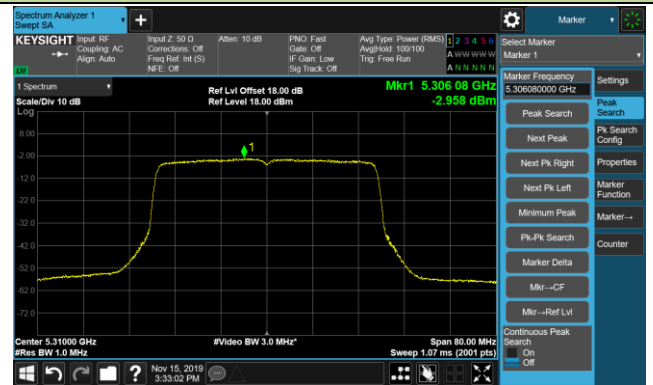 Spectrum Analyzer 1
Swept SA
+
Marker
KEYSIGHT
Input: RF
Coupling: AC
Align: Auto
Input Z: 50 Ω
Corrections: Off
Freq Ref: Int (S)
NFE: Off
Atten: 10 dB
PNO: Fast
Gate: Off
IF Gain: Low
Sig Track: Off
Avg Type: Power (RMS)
Avg|Hold: 100/100
Trig: Free Run
1 2 3 4 5 6
A W W W W W
A N N N N N
LXI
Select Marker
Marker 1
1 Spectrum
Scale/Div 10 dB
Ref Lvl Offset 18.00 dB
Ref Level 18.00 dBm
Mkr1 5.306 08 GHz
-2.958 dBm
Log
8.00
-2.00
-12.0
-22.0
-32.0
-42.0
-52.0
-62.0
-72.0
1
Center 5.31000 GHz
#Res BW 1.0 MHz
#Video BW 3.0 MHz*
Span 80.00 MHz
Sweep 1.07 ms (2001 pts)
Marker Frequency
5.306080000 GHz
Peak Search
Next Peak
Next Pk Right
Next Pk Left
Minimum Peak
Pk-Pk Search
Marker Delta
Mkr→CF
Mkr→Ref Lvl
Continuous Peak
Search
On
Off
Settings
Peak
Search
Pk Search
Config
Properties
Marker
Function
Marker→
Counter
?
Nov 15, 2019
3:33:02 PM